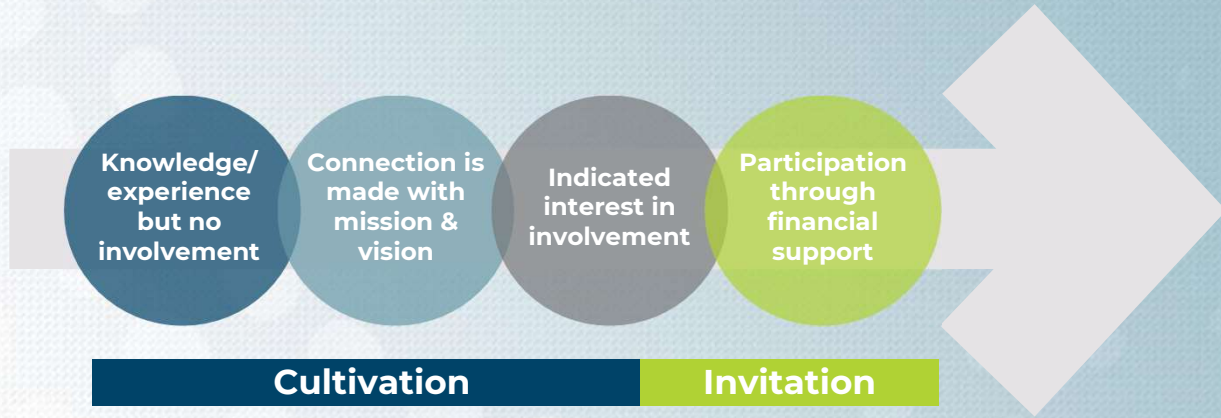 Knowledge/
experience
but no
involvement
Connection is
made with
mission &
vision
Indicated
interest in
involvement
Participation
through
financial
support
Cultivation
Invitation